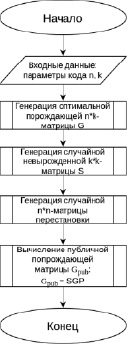 Начало
Входные данные:
параметры кода n, k
Генерация оптимальной
порождающей n*k-
матрицы G
Генерация случайной
невырожденной k*k-
матрицы S
Генерация случайной
n*n-матрицы
перестановки
Вычисление публичной
попрождающей
матрицы Gpub:
Gpub = SGP
Конец